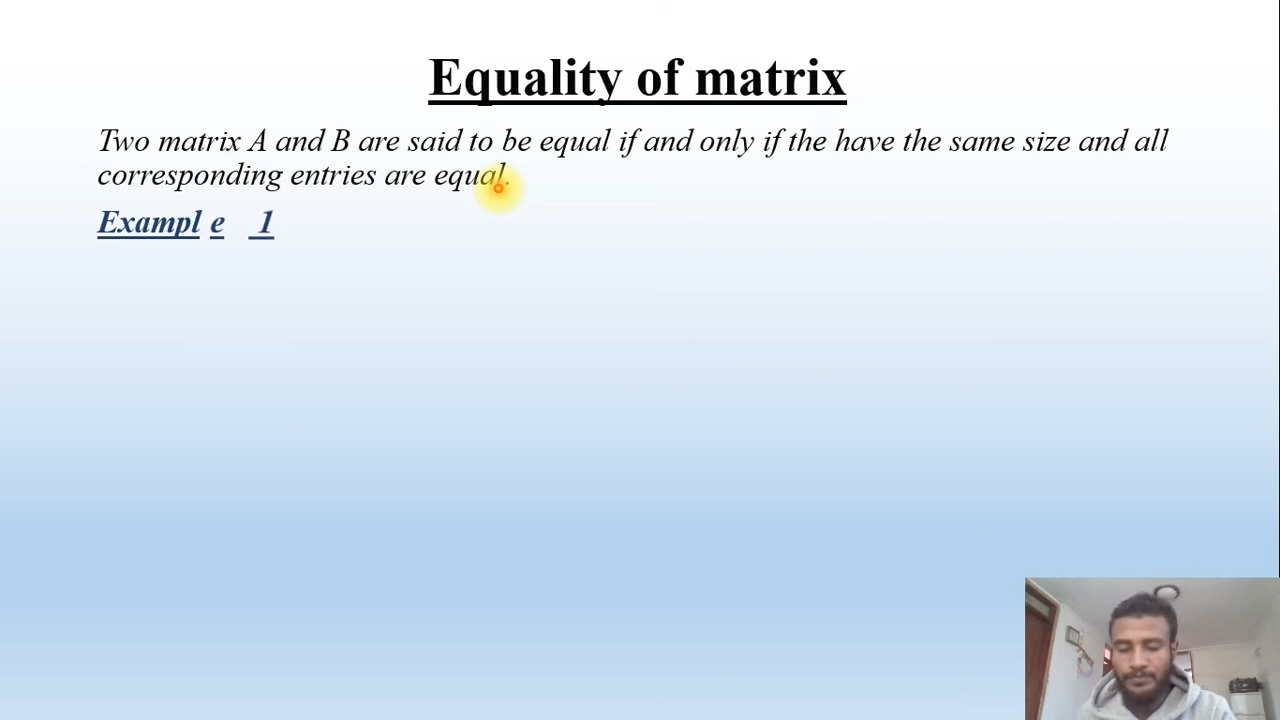 Equality of matrix
Two matrix A and B are said to be equal if and only if the have the same size and all
corresponding entries are equal.
Exampl e 1